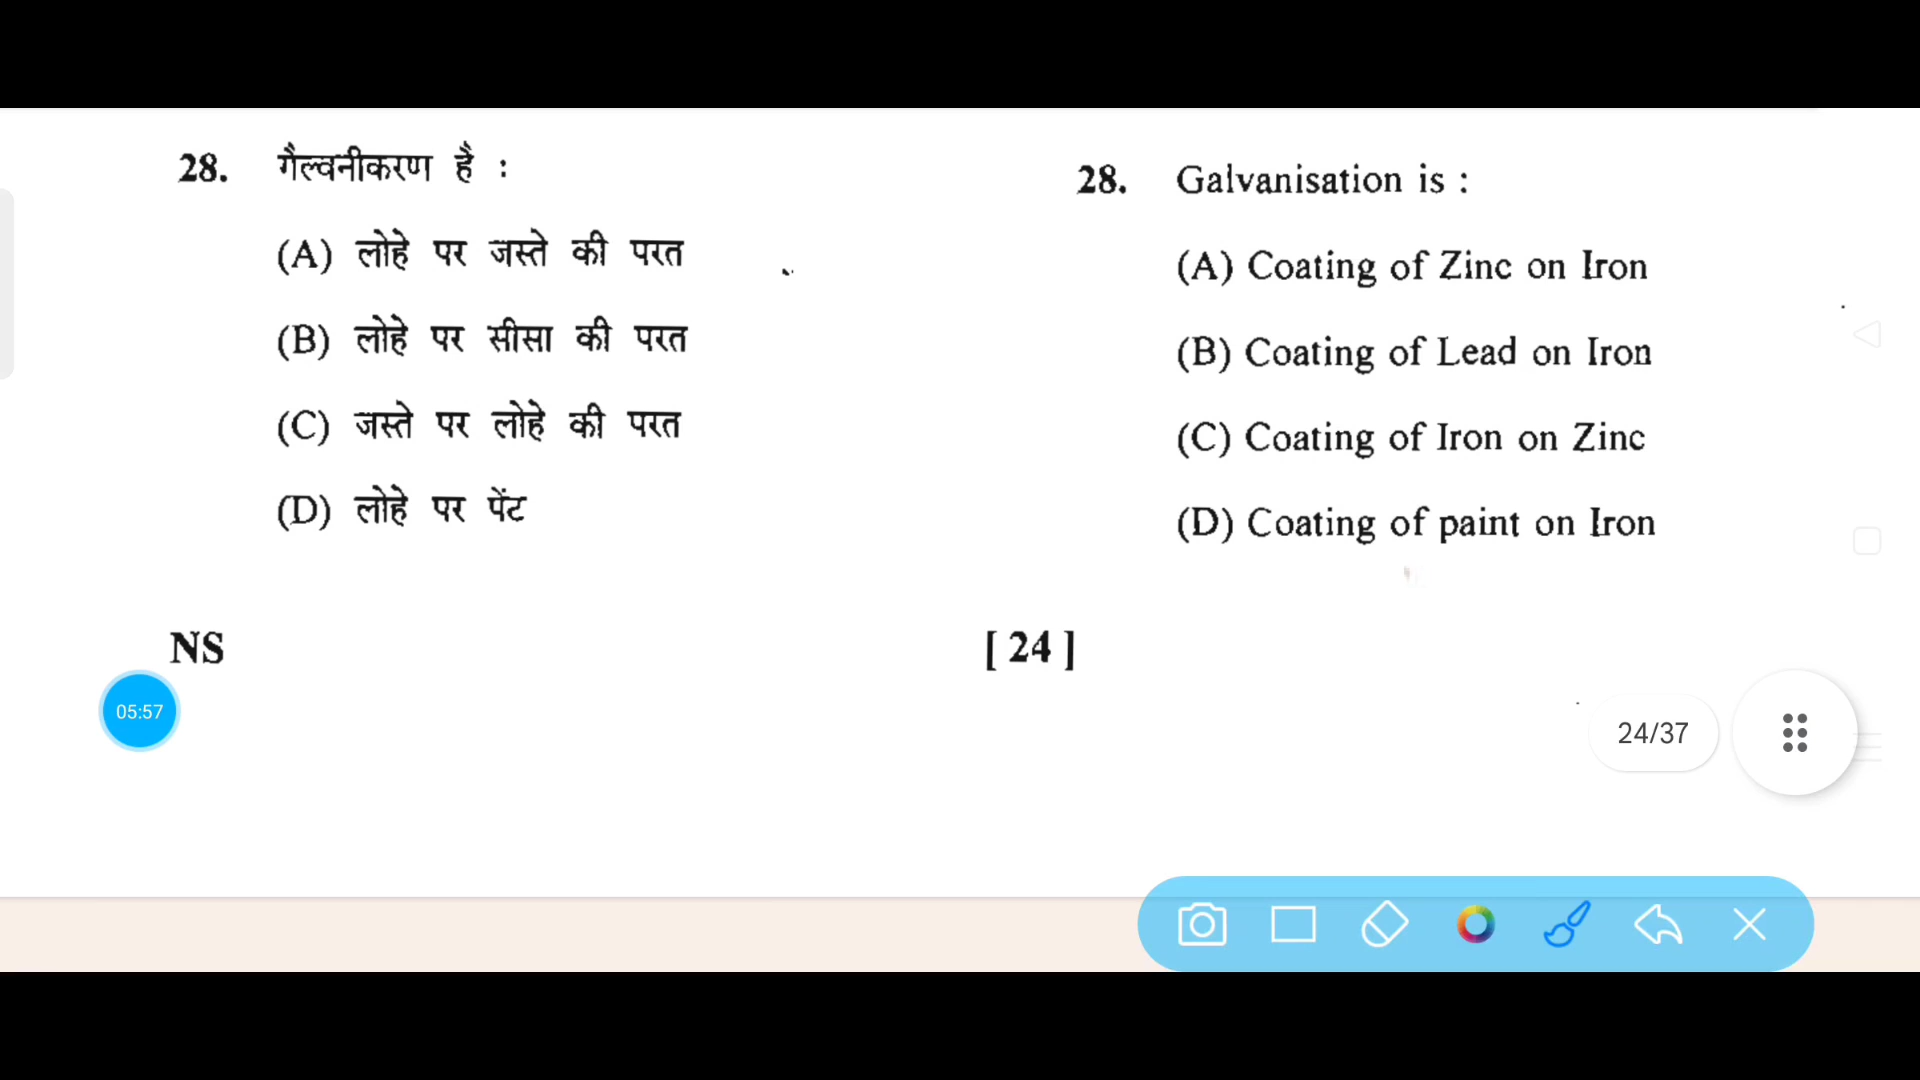 28. गैल्वनीकरण है :
(A) लोहे पर जस्ते की परत
(B) लोहे पर सीसा की परत
(C) जस्ते पर लोहे की परत
(D) लोहे पर पेंट
28. Galvanisation is :
(A) Coating of Zinc on Iron
(B) Coating of Lead on Iron
(C) Coating of Iron on Zinc
(D) Coating of paint on Iron
NS
[ 24 ]
05:57
24/37